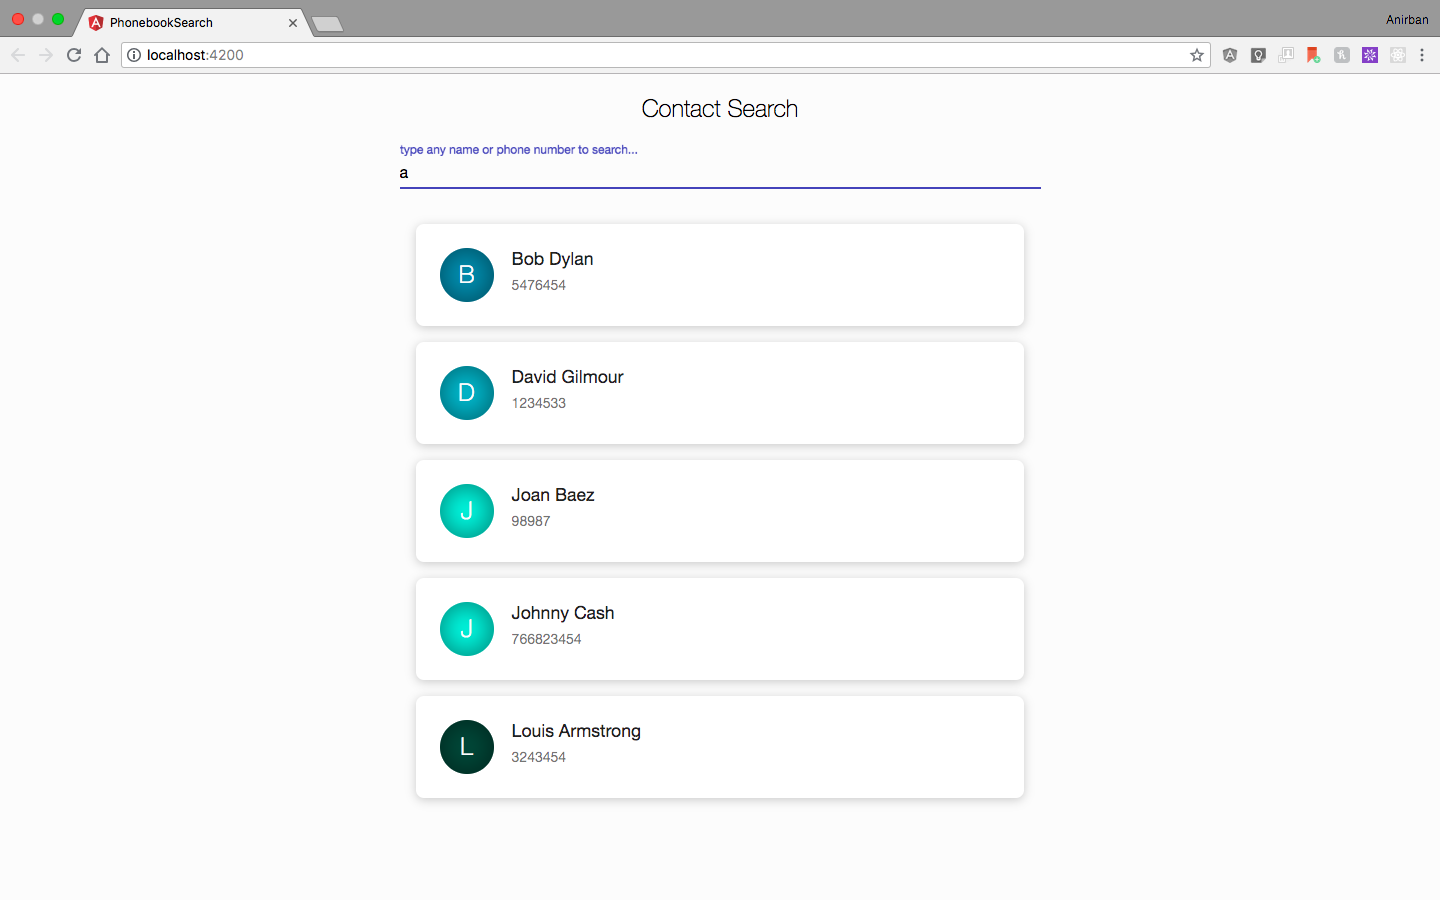 PhonebookSearch
Anirban
localhost:4200
Contact Search
type any name or phone number to search...
a
B
Bob Dylan
5476454
D
David Gilmour
1234533
J
Joan Baez
98987
J
Johnny Cash
766823454
L
Louis Armstrong
3243454